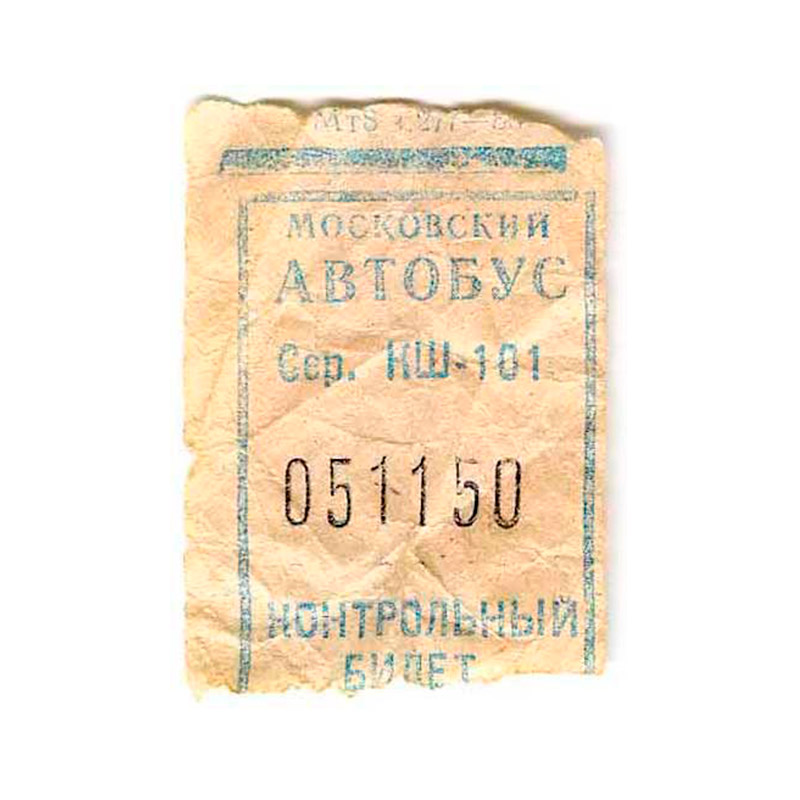 МОСКОВСКИЙ
АВТОБУС
Сер. КШ-101
051150
КОНТРОЛЬНЫЙ
БИЛЕТ